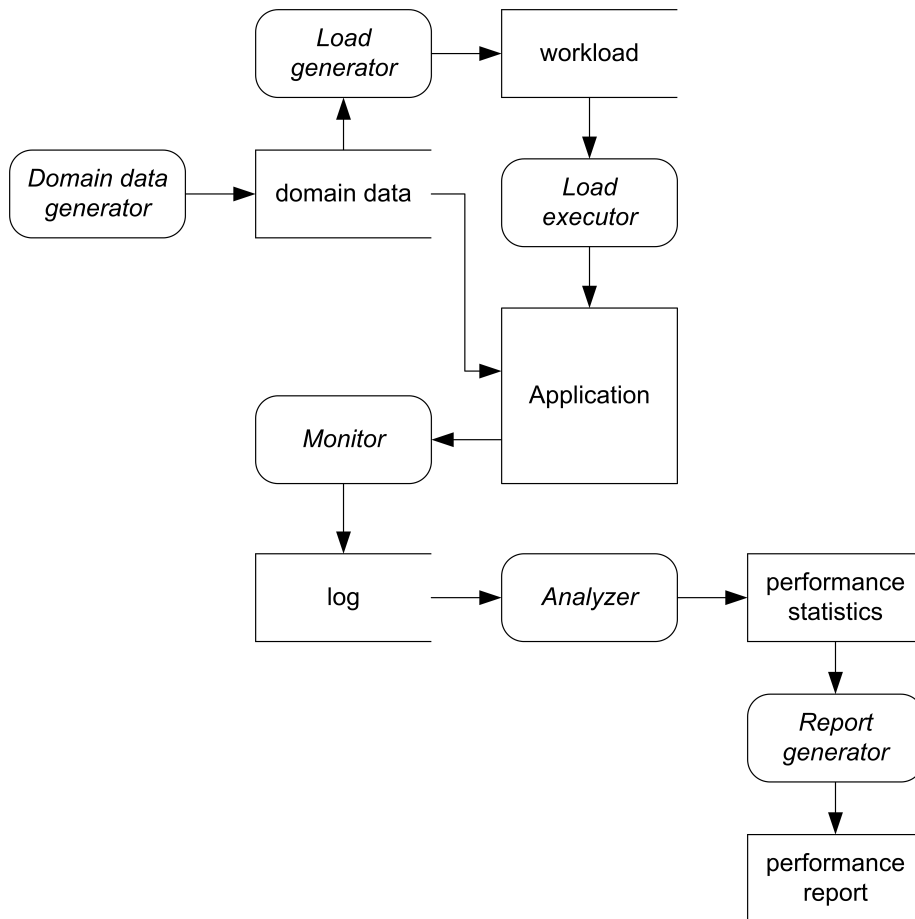 Load
generator
workload
Domain data
generator
domain data
Load
executor
Application
Monitor
log
Analyzer
performance
statistics
Report
generator
performance
report